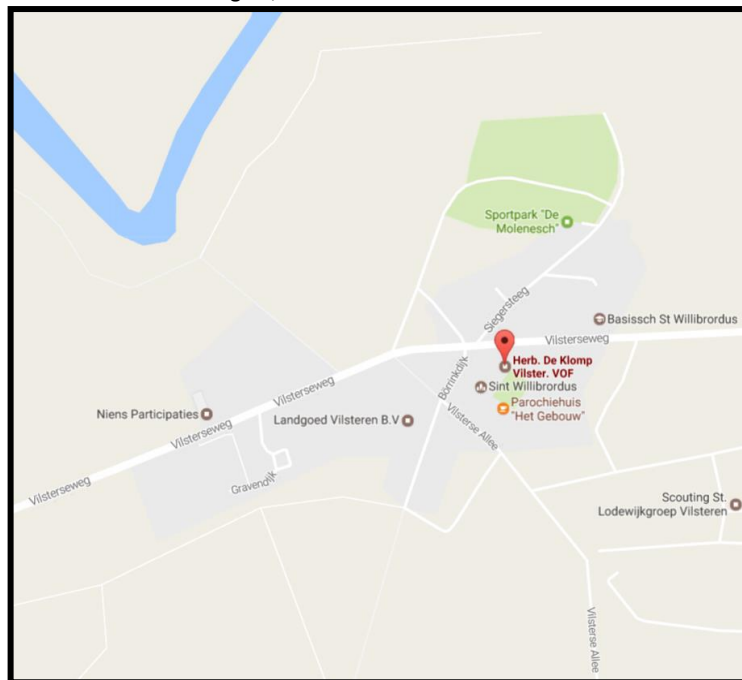 Sportpark "De
Molenesch"
Siegersteeg
Basissch St Willibrordus
Vilsterseweg
Herb. De Klomp
Vilster. VOF
Börrinkdijk
Sint Willibrordus
Parochiehuis
"Het Gebouw"
Vilsterseweg
Niens Participaties
Landgoed Vilsteren B.V
Vilsterseweg
Vilsterse Allee
Gravendijk
Vilsterseweg
Scouting St.
Lodewijkgroep Vilsteren
Vilsterse Allee